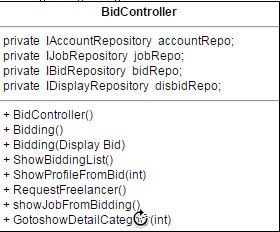 BidController
private IAccountRepository accountRepo;
private IJobRepository jobRepo;
private IBidRepository bidRepo;
private IDisplayRepository disbidRepo;
+ BidController()
+ Bidding()
+ Bidding(Display Bid)
+ ShowBiddingList()
+ ShowProfileFromBid(int)
+ RequestFreelancer()
+ showJobFromBidding()
+ (int)